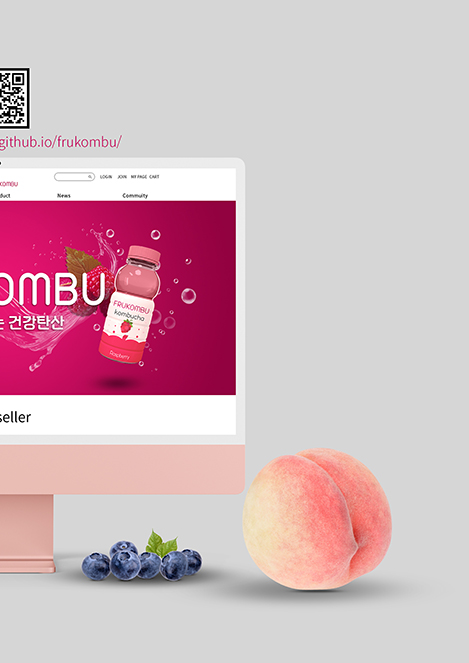 github.io/frukombu/
KOMBU
LOGIN JOIN MY PAGE CART
duct News Commuity
OMBU
는 건강탄산
FRUKOMBU
kombucha
Raspberry
seller